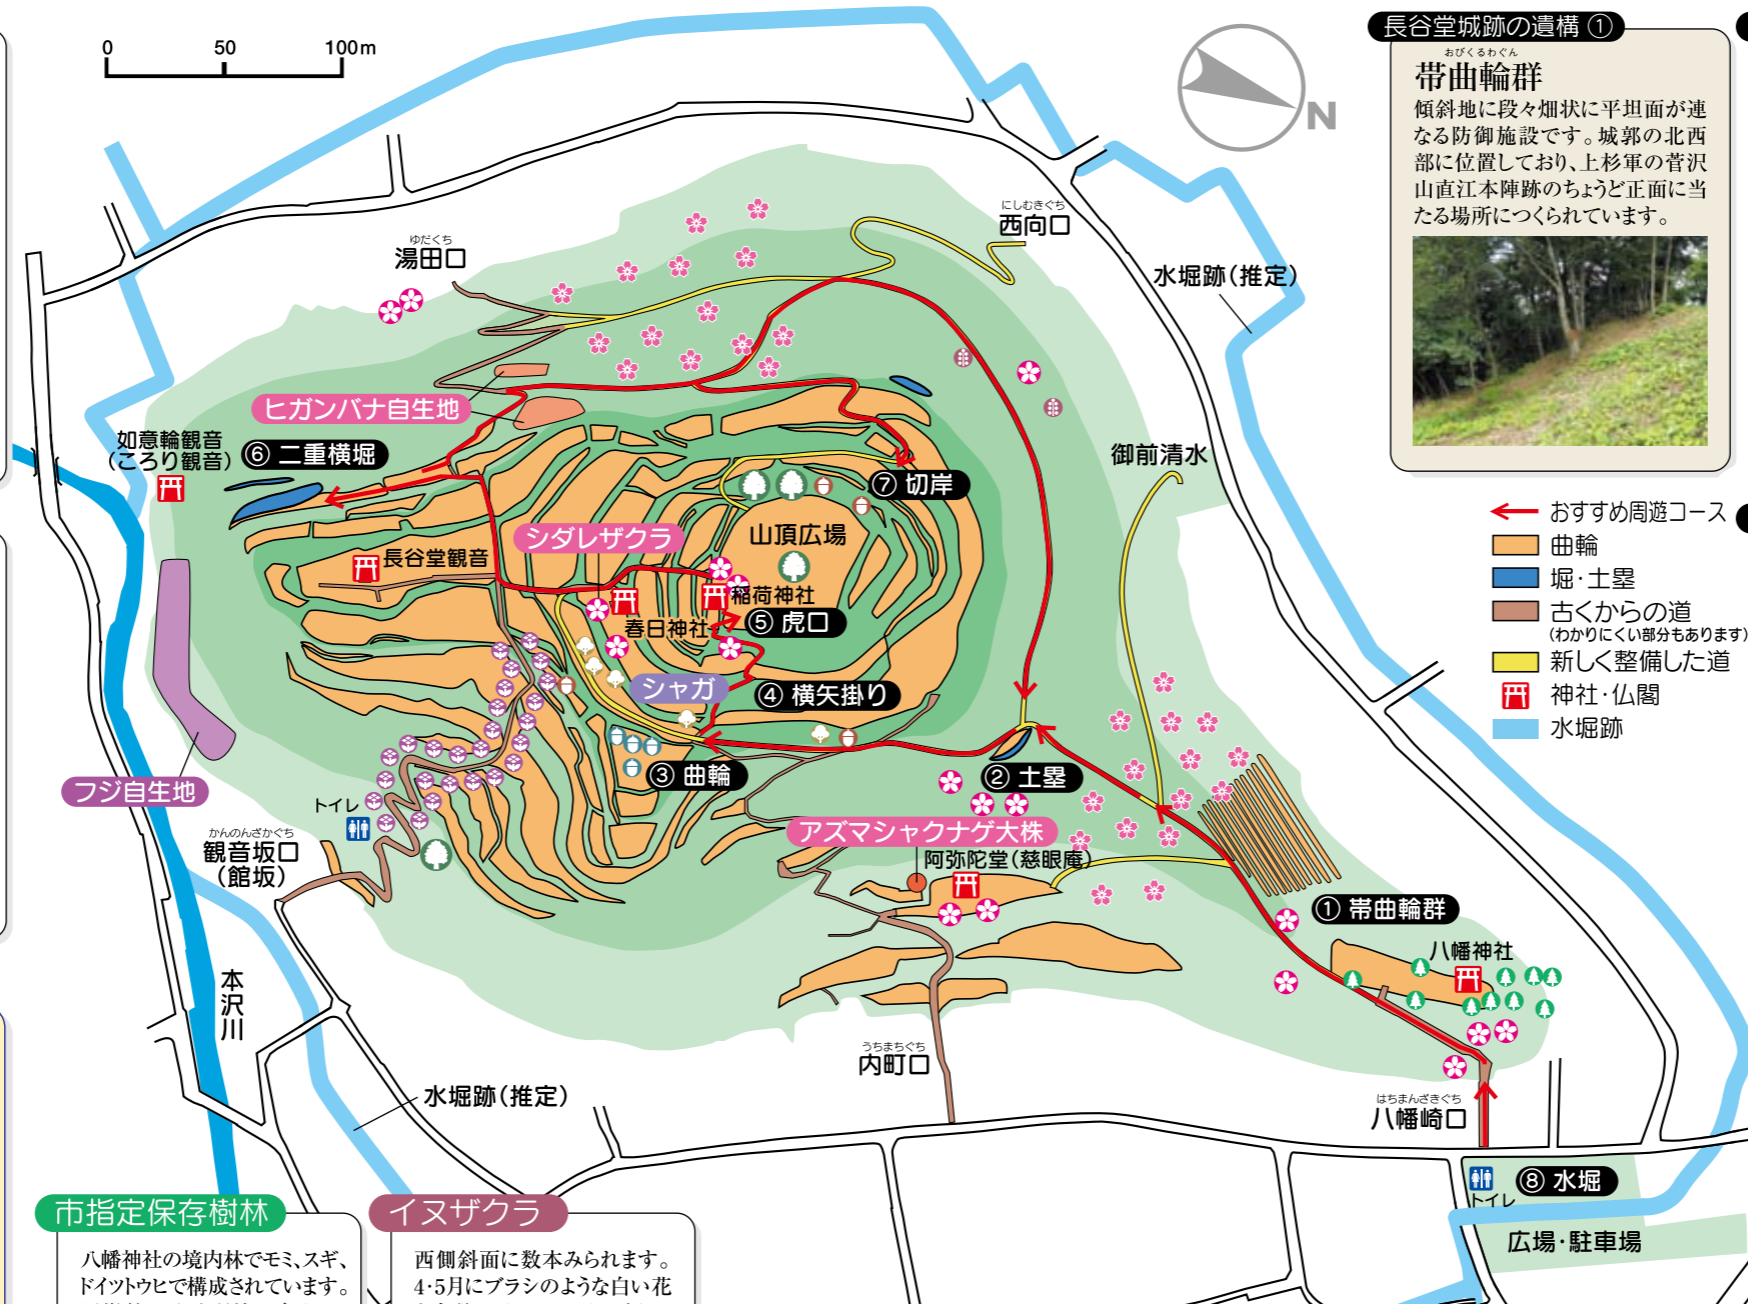 0 50 100m
N
長谷堂城跡の遺構 ①
おびくるわぐん
帯曲輪群
傾斜地に段々畑状に平坦面が連
なる防御施設です。城郭の北西
部に位置しており、上杉軍の菅沢
山直江本陣跡のちょうど正面に当
たる場所につくられています。
おすすめ周遊コース
曲輪
堀・土塁
古くからの道
(わかりにくい部分もあります)
新しく整備した道
神社・仏閣
水堀跡
にしむきぐち
西向口
ゆだくち
湯田口
水堀跡(推定)
ヒガンバナ自生地
如意輪観音
(ころり観音)
⑥ 二重横堀
御前清水
⑦ 切岸
シダレザクラ
山頂広場
長谷堂観音
稲荷神社
⑤ 虎口
春日神社
シャガ
④ 横矢掛り
③ 曲輪
② 土塁
フジ自生地
トイレ
かんのんざかぐち
観音坂口
(館坂)
アズマシャクナゲ大株
阿弥陀堂(慈眼庵)
① 帯曲輪群
八幡神社
本沢川
うちまちぐち
内町口
水堀跡(推定)
はちまんざきぐち
八幡崎口
⑧ 水堀
トイレ
広場・駐車場
市指定保存樹林
八幡神社の境内林でモミ、スギ、
ドイツトウヒで構成されています。
イヌザクラ
西側斜面に数本みられます。
4・5月にブラシのような白い花